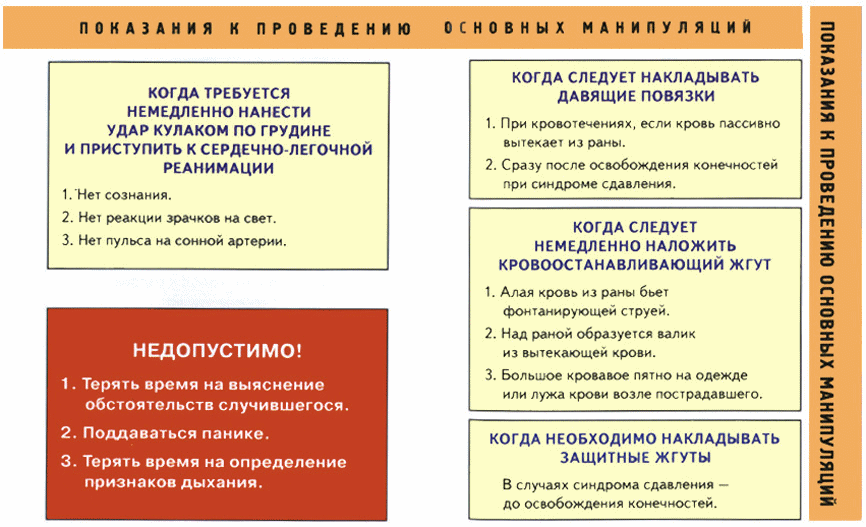 ПОКАЗАНИЯ К ПРОВЕДЕНИЮ ОСНОВНЫХ МАНИПУЛЯЦИЙ
КОГДА ТРЕБУЕТСЯ
НЕМЕДЛЕННО НАНЕСТИ
УДАР КУЛАКОМ ПО ГРУДИНЕ
И ПРИСТУПИТЬ К СЕРДЕЧНО-ЛЕГОЧНОЙ
РЕАНИМАЦИИ
1. Нет сознания.
2. Нет реакции зрачков на свет.
3. Нет пульса на сонной артерии.
НЕДОПУСТИМО!
1. Терять время на выяснение
обстоятельств случившегося.
2. Поддаваться панике.
3. Терять время на определение
признаков дыхания.
КОГДА СЛЕДУЕТ НАКЛАДЫВАТЬ
ДАВЯЩИЕ ПОВЯЗКИ
1. При кровотечениях, если кровь пассивно
вытекает из раны.
2. Сразу после освобождения конечностей
при синдроме сдавления.
КОГДА СЛЕДУЕТ
НЕМЕДЛЕННО НАЛОЖИТЬ
КРОВООСТАНАВЛИВАЮЩИЙ ЖГУТ
1. Алая кровь из раны бьет
фонтанирующей струей.
2. Над раной образуется валик
из вытекающей крови.
3. Большое кровавое пятно на одежде
или лужа крови возле пострадавшего.
КОГДА НЕОБХОДИМО НАКЛАДЫВАТЬ
ЗАЩИТНЫЕ ЖГУТЫ
В случаях синдрома сдавления —
до освобождения конечностей.
ПОКАЗАНИЯ К ПРОВЕДЕНИЮ ОСНОВНЫХ МАНИПУЛЯЦИЙ